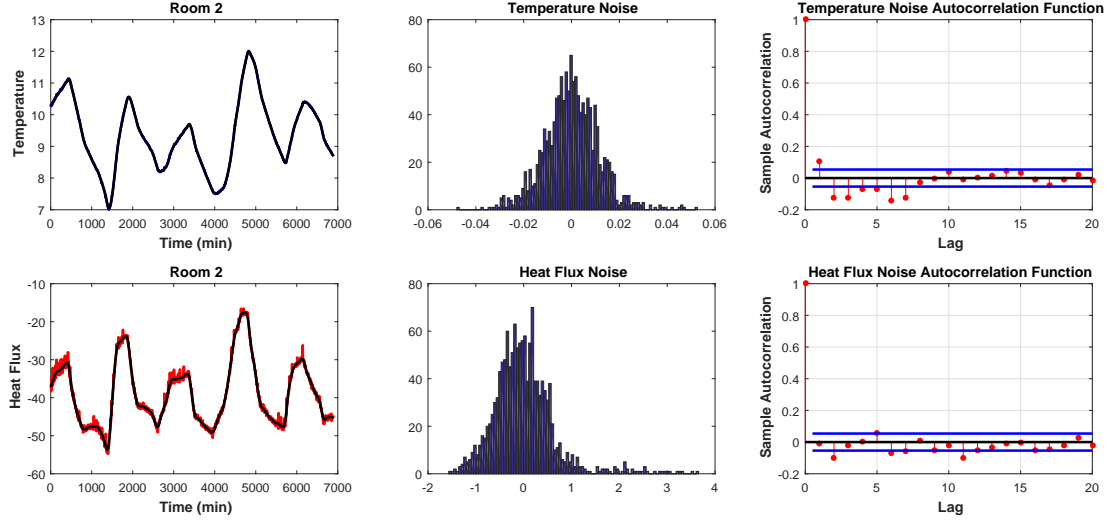 Room 2
Temperature
13
12
11
10
9
8
7
0 1000 2000 3000 4000 5000 6000 7000
Time (min)
Temperature Noise
80
60
40
20
0
-0.06 -0.04 -0.02 0 0.02 0.04 0.06
Temperature Noise Autocorrelation Function
Sample Autocorrelation
1
0.8
0.6
0.4
0.2
0
-0.2
0 5 10 15 20
Lag
Room 2
Heat Flux
-10
-20
-30
-40
-50
-60
0 1000 2000 3000 4000 5000 6000 7000
Time (min)
Heat Flux Noise
80
60
40
20
0
-2 -1 0 1 2 3 4
Heat Flux Noise Autocorrelation Function
Sample Autocorrelation
1
0.8
0.6
0.4
0.2
0
-0.2
0 5 10 15 20
Lag